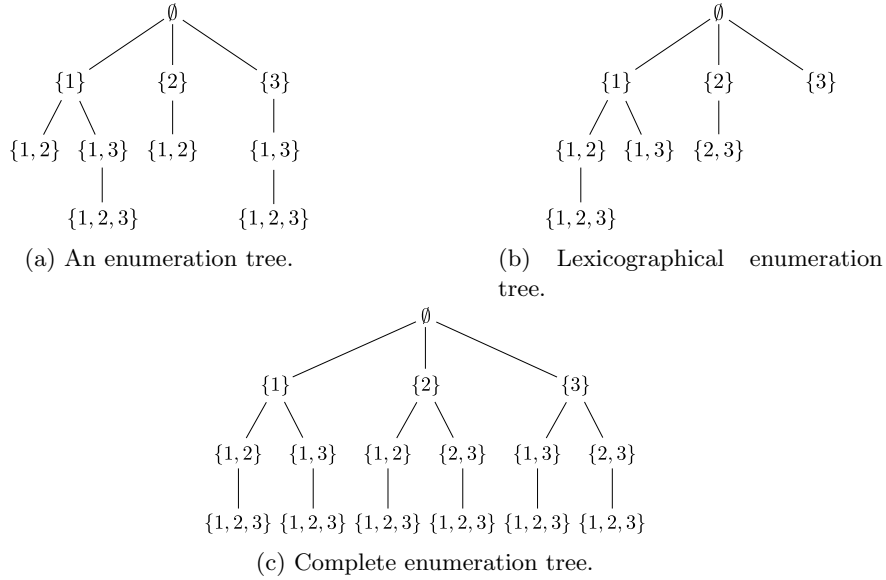 ∅ ∅
{1} {2} {3} {1} {2} {3}
{1, 2} {1, 3} {1, 2} {1, 3} {1, 2} {1, 3} {2, 3}
{1, 2, 3} {1, 2, 3} {1, 2, 3}
(a) An enumeration tree.
(b) Lexicographical enumeration
tree.
∅
{1} {2} {3}
{1, 2} {1, 3} {1, 2} {2, 3} {1, 3} {2, 3}
{1, 2, 3} {1, 2, 3} {1, 2, 3} {1, 2, 3} {1, 2, 3} {1, 2, 3}
(c) Complete enumeration tree.